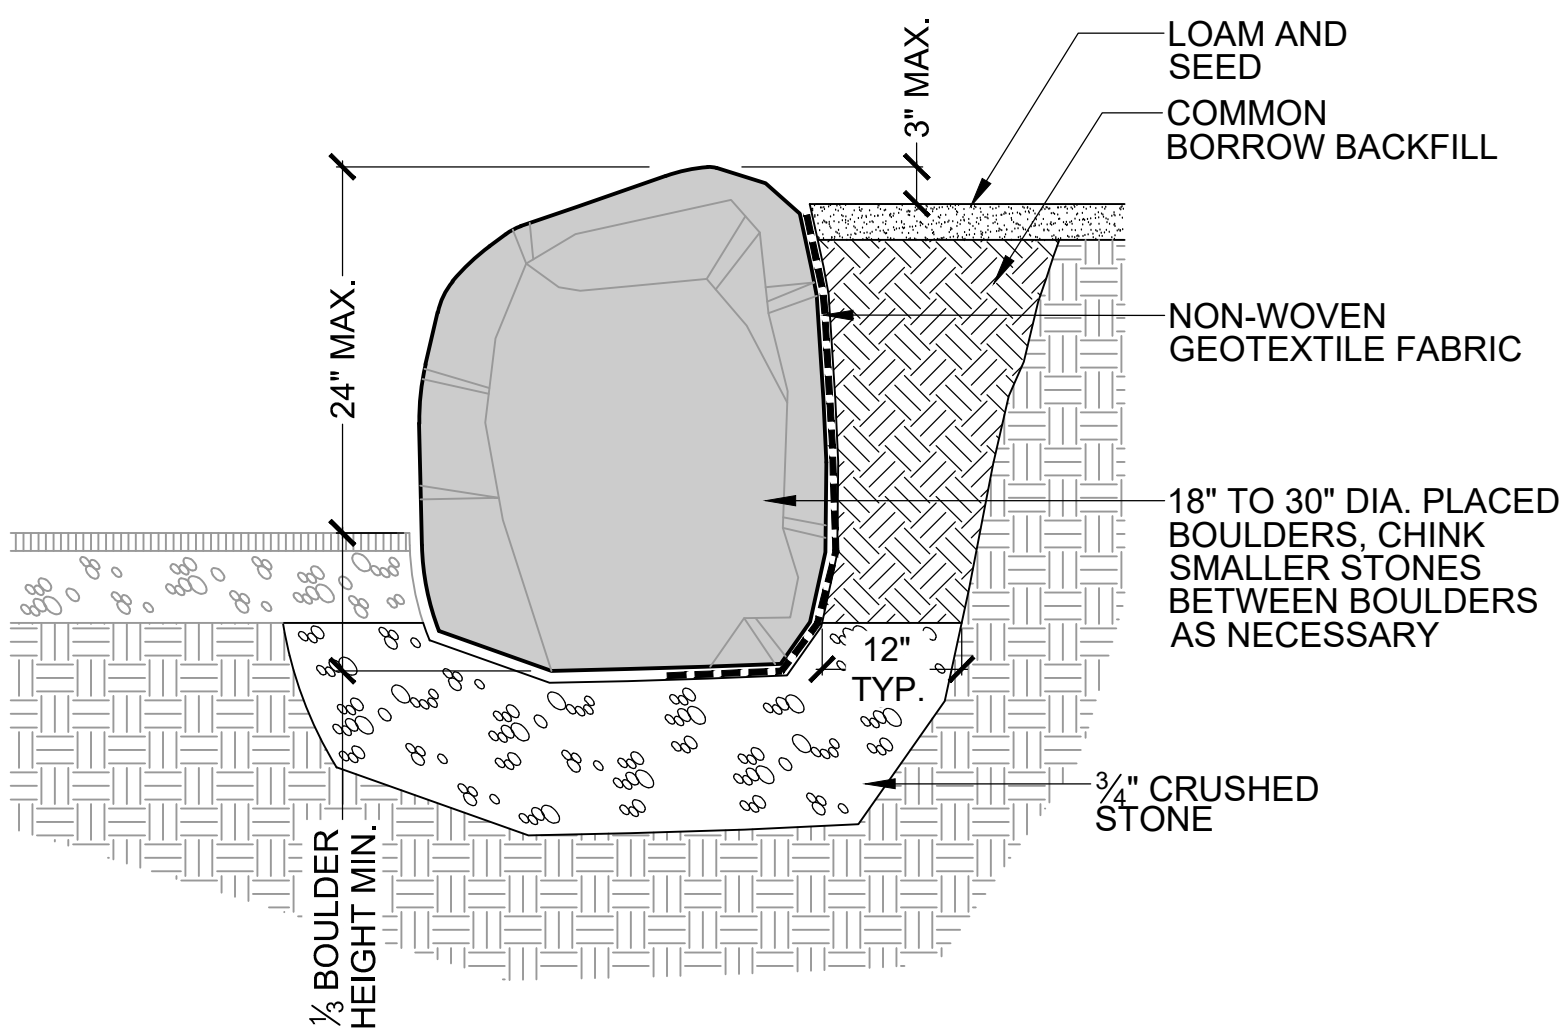 3" MAX.
LOAM AND
SEED
COMMON
BORROW BACKFILL
24" MAX.
NON-WOVEN
GEOTEXTILE FABRIC
18" TO 30" DIA. PLACED
BOULDERS, CHINK
SMALLER STONES
BETWEEN BOULDERS
AS NECESSARY
12"
TYP.
3/4" CRUSHED
STONE
1/3 BOULDER
HEIGHT MIN.